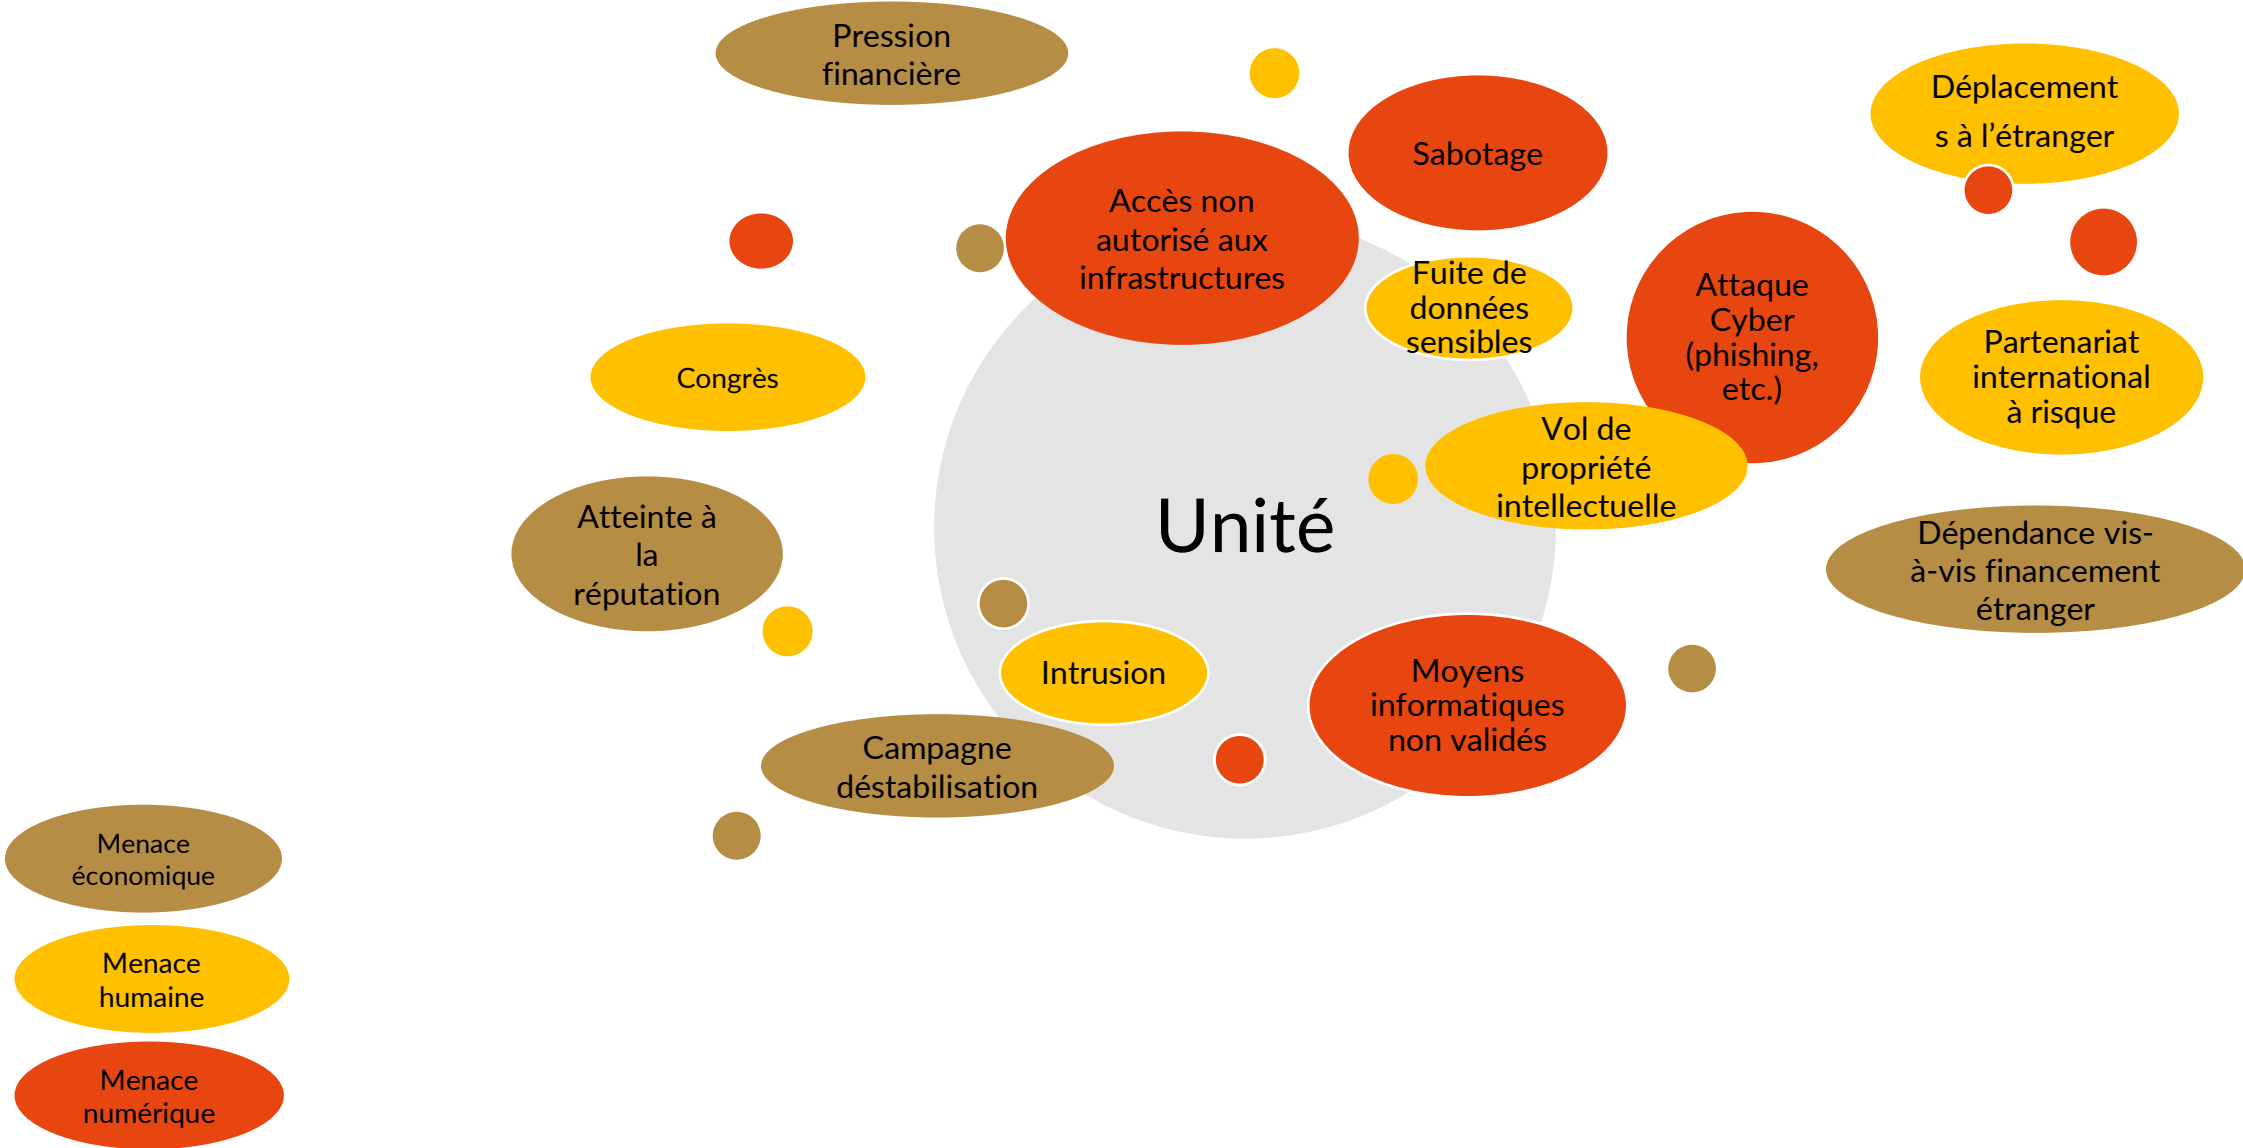 Pression
financière
Déplacement
s à l’étranger
Sabotage
Accès non
autorisé aux
infrastructures
Fuite de
données
sensibles
Attaque
Cyber
(phishing,
etc.)
Partenariat
international
à risque
Congrès
Vol de
propriété
intellectuelle
Atteinte à
la
réputation
Unité
Dépendance vis-
à-vis financement
étranger
Intrusion
Moyens
informatiques
non validés
Campagne
déstabilisation
Menace
économique
Menace
humaine
Menace
numérique